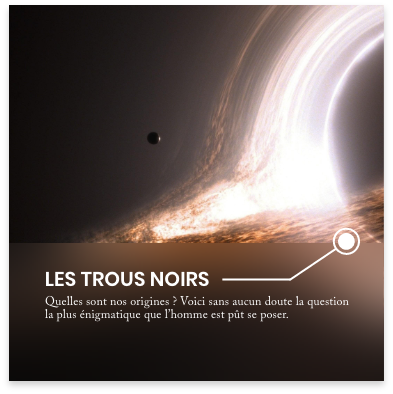 LES TROUS NOIRS
Quelles sont nos origines ? Voici sans aucun doute la question
la plus énigmatique que l'homme est pût se poser.